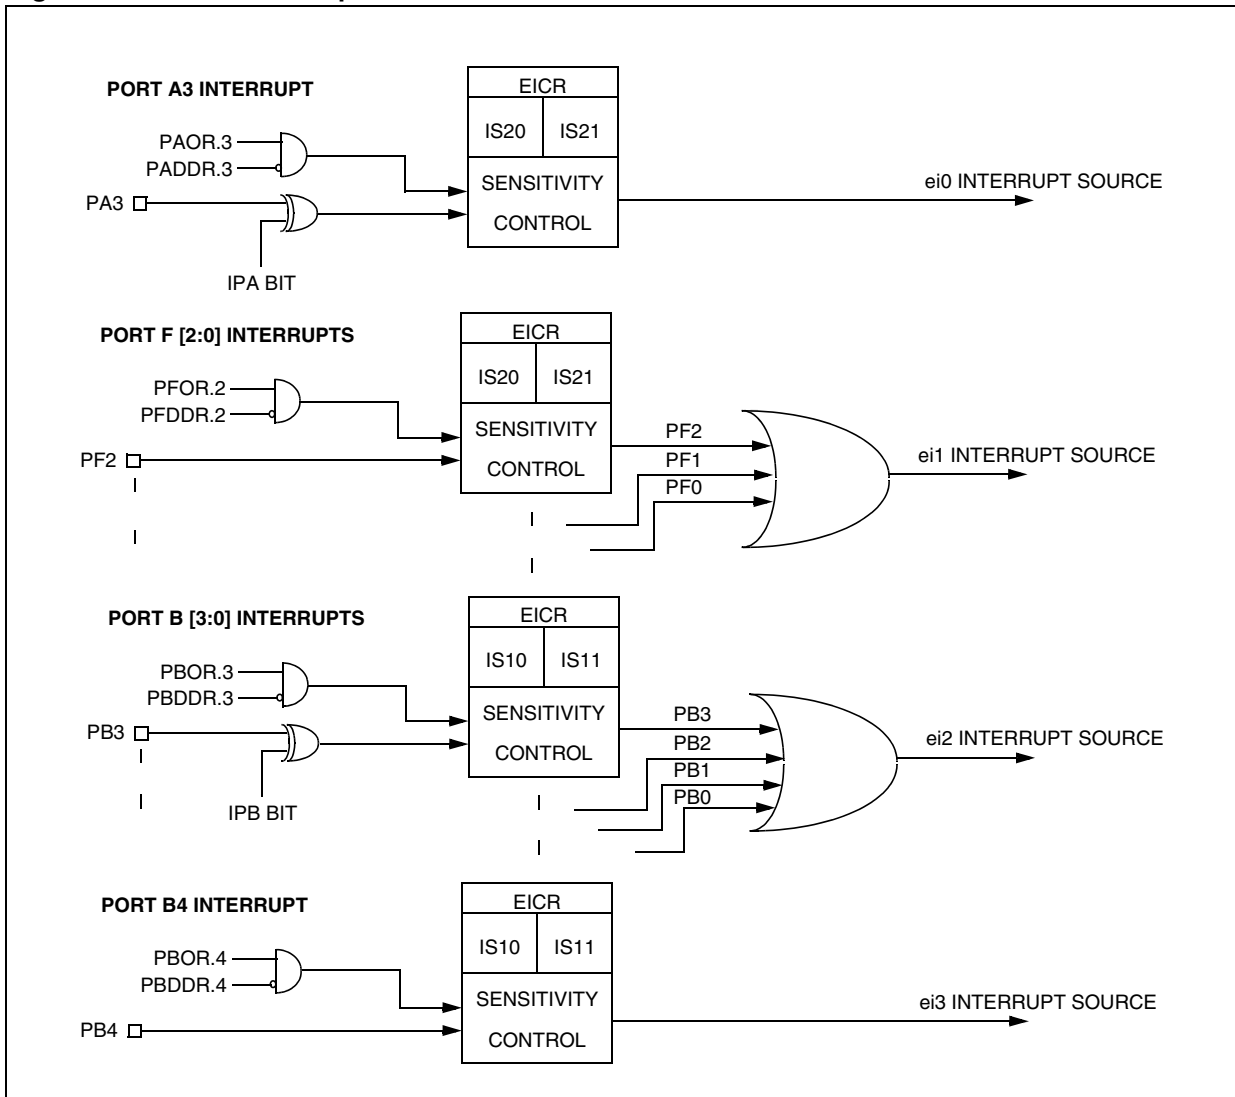 PORT A3 INTERRUPT
EICR
IS20 IS21
PAOR.3
PADDR.3
SENSITIVITY
CONTROL
PA3
IPA BIT
ei0 INTERRUPT SOURCE
PORT F [2:0] INTERRUPTS
EICR
IS20 IS21
PFOR.2
PFDDR.2
SENSITIVITY
CONTROL
PF2
PF2
PF1
PF0
ei1 INTERRUPT SOURCE
PORT B [3:0] INTERRUPTS
EICR
IS10 IS11
PBOR.3
PBDDR.3
SENSITIVITY
CONTROL
PB3
IPB BIT
PB3
PB2
PB1
PB0
ei2 INTERRUPT SOURCE
PORT B4 INTERRUPT
EICR
IS10 IS11
PBOR.4
PBDDR.4
SENSITIVITY
CONTROL
PB4
ei3 INTERRUPT SOURCE